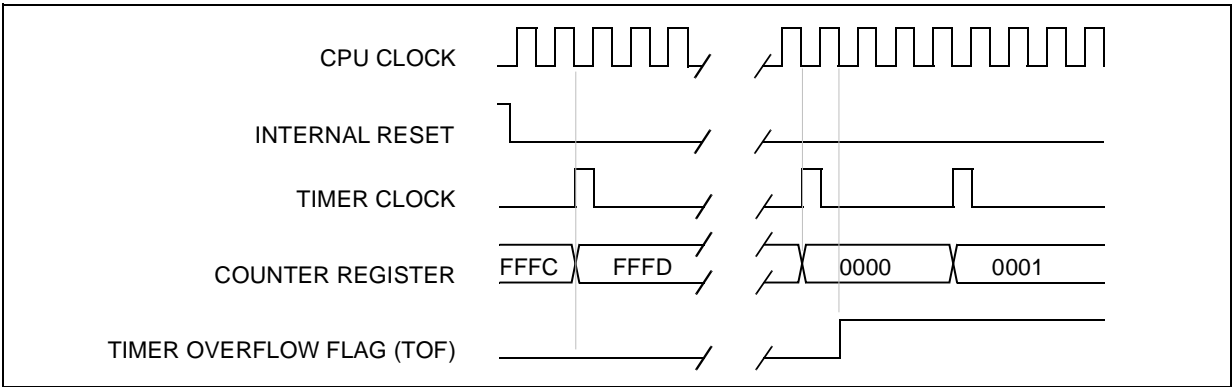 CPU CLOCK
INTERNAL RESET
TIMER CLOCK
COUNTER REGISTER FFFC FFFD 0000 0001
TIMER OVERFLOW FLAG (TOF)